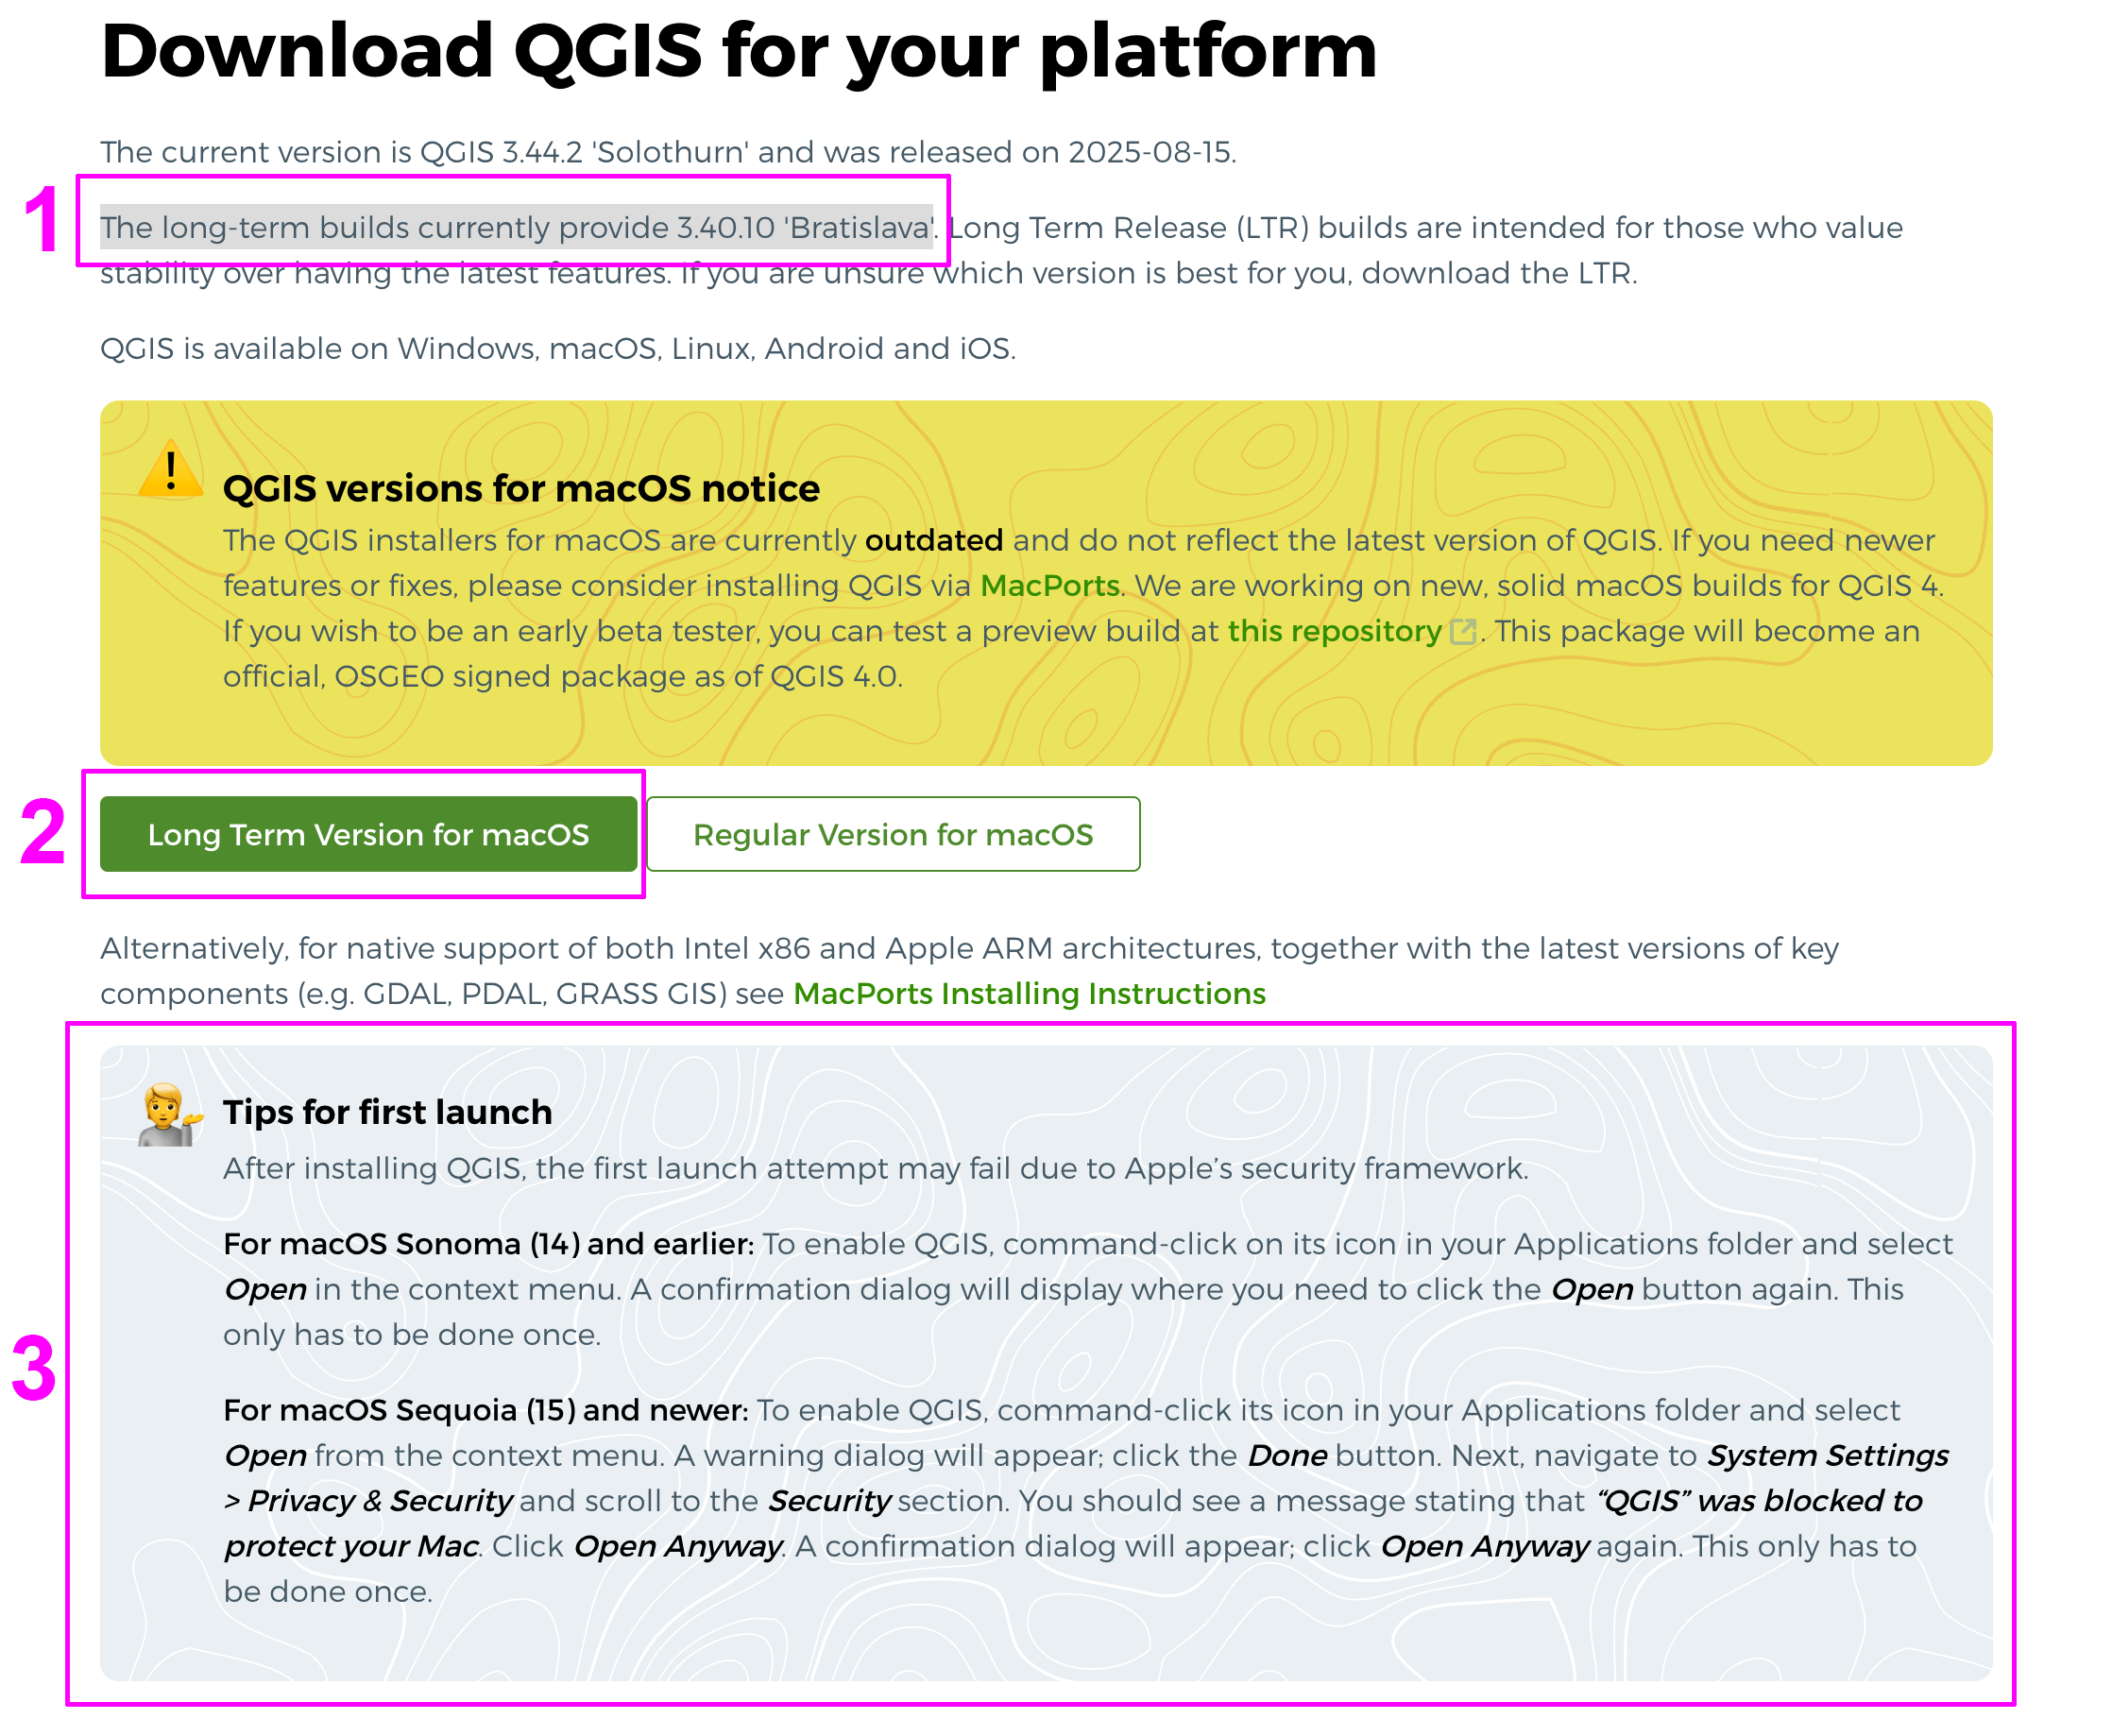 Download QGIS for your platform
The current version is QGIS 3.44.2 'Solothurn' and was released on 2025-08-15.
1
The long-term builds currently provide 3.40.10 'Bratislava'. Long Term Release (LTR) builds are intended for those who value
stability over having the latest features. If you are unsure which version is best for you, download the LTR.
QGIS is available on Windows, macOS, Linux, Android and iOS.
QGIS versions for macOS notice
The QGIS installers for macOS are currently outdated and do not reflect the latest version of QGIS. If you need newer
features or fixes, please consider installing QGIS via MacPorts. We are working on new, solid macOS builds for QGIS 4.
If you wish to be an early beta tester, you can test a preview build at this repository. This package will become an
official, OSGEO signed package as of QGIS 4.0.
2
Long Term Version for macOS
Regular Version for macOS
Alternatively, for native support of both Intel x86 and Apple ARM architectures, together with the latest versions of key
components (e.g. GDAL, PDAL, GRASS GIS) see MacPorts Installing Instructions
3
Tips for first launch
After installing QGIS, the first launch attempt may fail due to Apple’s security framework.
For macOS Sonoma (14) and earlier: To enable QGIS, command-click on its icon in your Applications folder and select
Open in the context menu. A confirmation dialog will display where you need to click the Open button again. This
only has to be done once.
For macOS Sequoia (15) and newer: To enable QGIS, command-click its icon in your Applications folder and select
Open from the context menu. A warning dialog will appear; click the Done button. Next, navigate to System Settings
> Privacy & Security and scroll to the Security section. You should see a message stating that “QGIS” was blocked to
protect your Mac. Click Open Anyway. A confirmation dialog will appear; click Open Anyway again. This only has to
be done once.